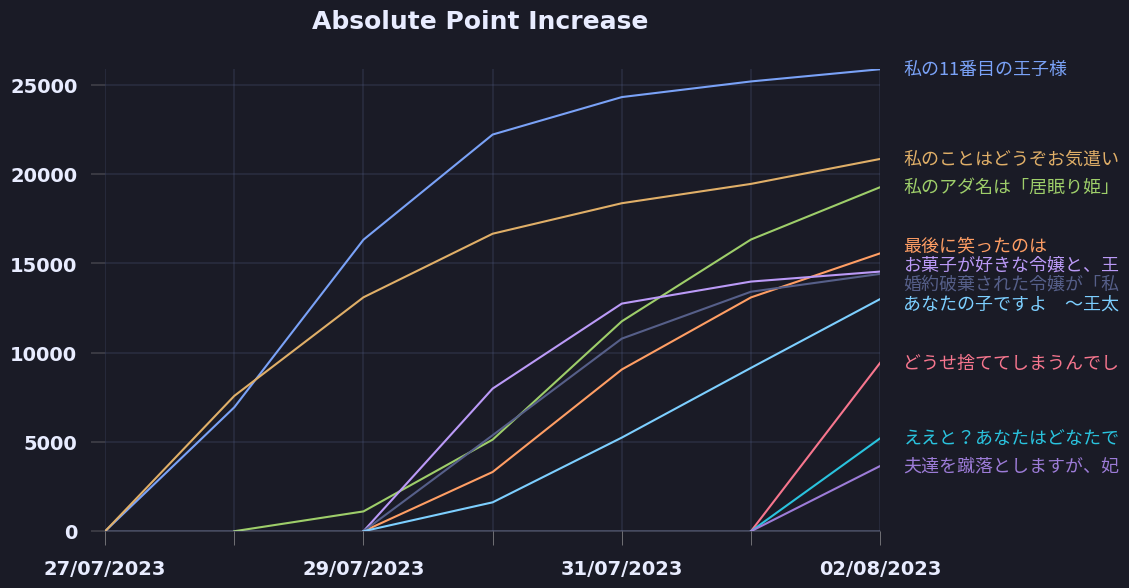 Absolute Point Increase
25000
20000
15000
10000
5000
0
27/07/2023
29/07/2023
31/07/2023
02/08/2023
私の11番目の王子様
私のことはどうぞお気遣い
私のアダ名は「居眠り姫」
最後に笑ったのは
お菓子が好きな令嬢と、王
婚約破棄された令嬢が「私
あなたの子ですよ　～王太
どうせ捨ててしまうんでし
ええと？あなたはどなたで
夫達を蹴落としますが、妃